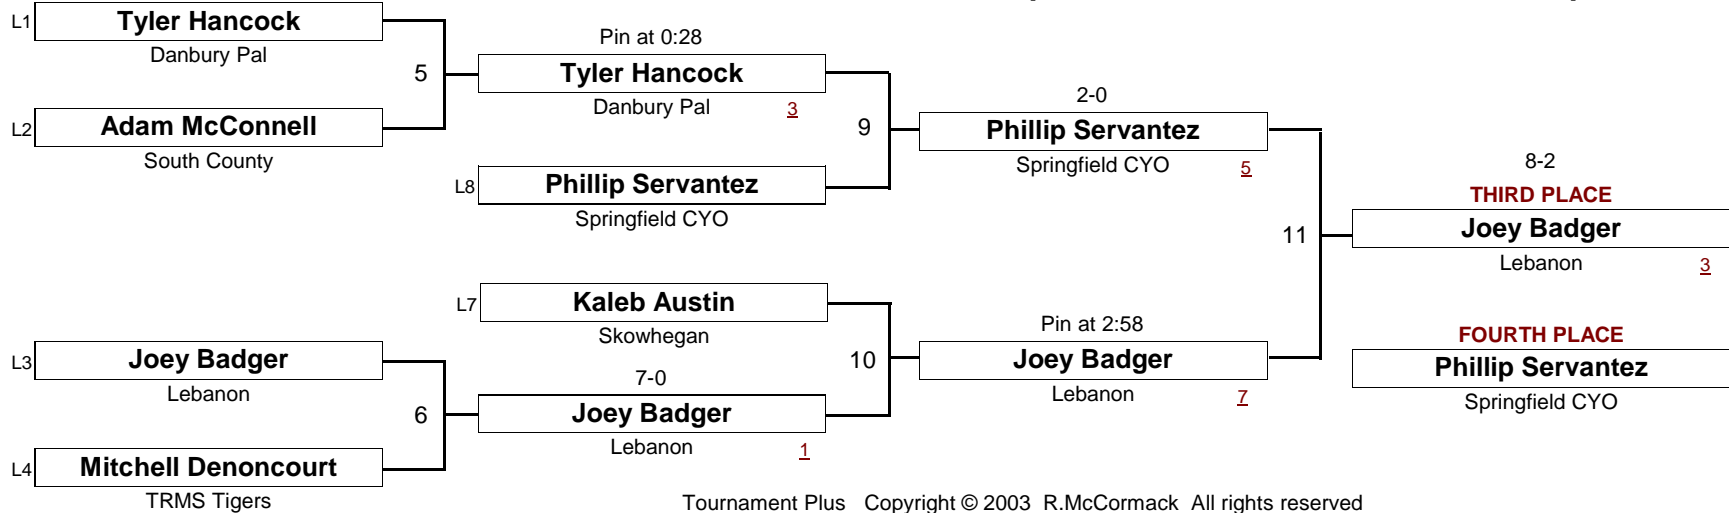 L1 Tyler Hancock
Danbury Pal
5
L2 Adam McConnell
South County
Pin at 0:28
Tyler Hancock
Danbury Pal 3
9
L8 Phillip Servantez
Springfield CYO
2-0
Phillip Servantez
Springfield CYO 5
L7 Kaleb Austin
Skowhegan
10
L3 Joey Badger
Lebanon
6
L4 Mitchell Denoncourt
TRMS Tigers
7-0
Joey Badger
Lebanon 1
Pin at 2:58
Joey Badger
Lebanon 7
11
8-2
THIRD PLACE
Joey Badger
Lebanon 3
FOURTH PLACE
Phillip Servantez
Springfield CYO
Tournament Plus Copyright © 2003 R.McCormack All rights reserved